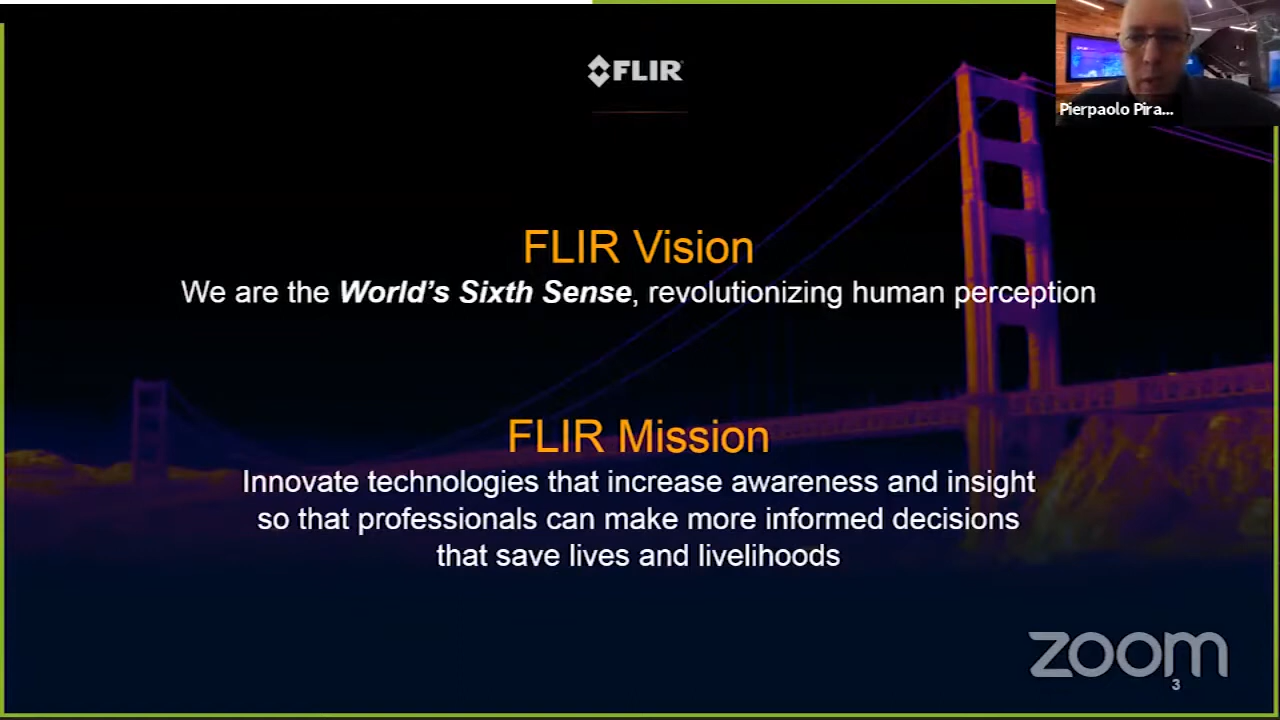 FLIR
Pierpaolo Pira...
FLIR Vision
We are the World's Sixth Sense, revolutionizing human perception
FLIR Mission
Innovate technologies that increase awareness and insight
so that professionals can make more informed decisions
that save lives and livelihoods
zoom
3